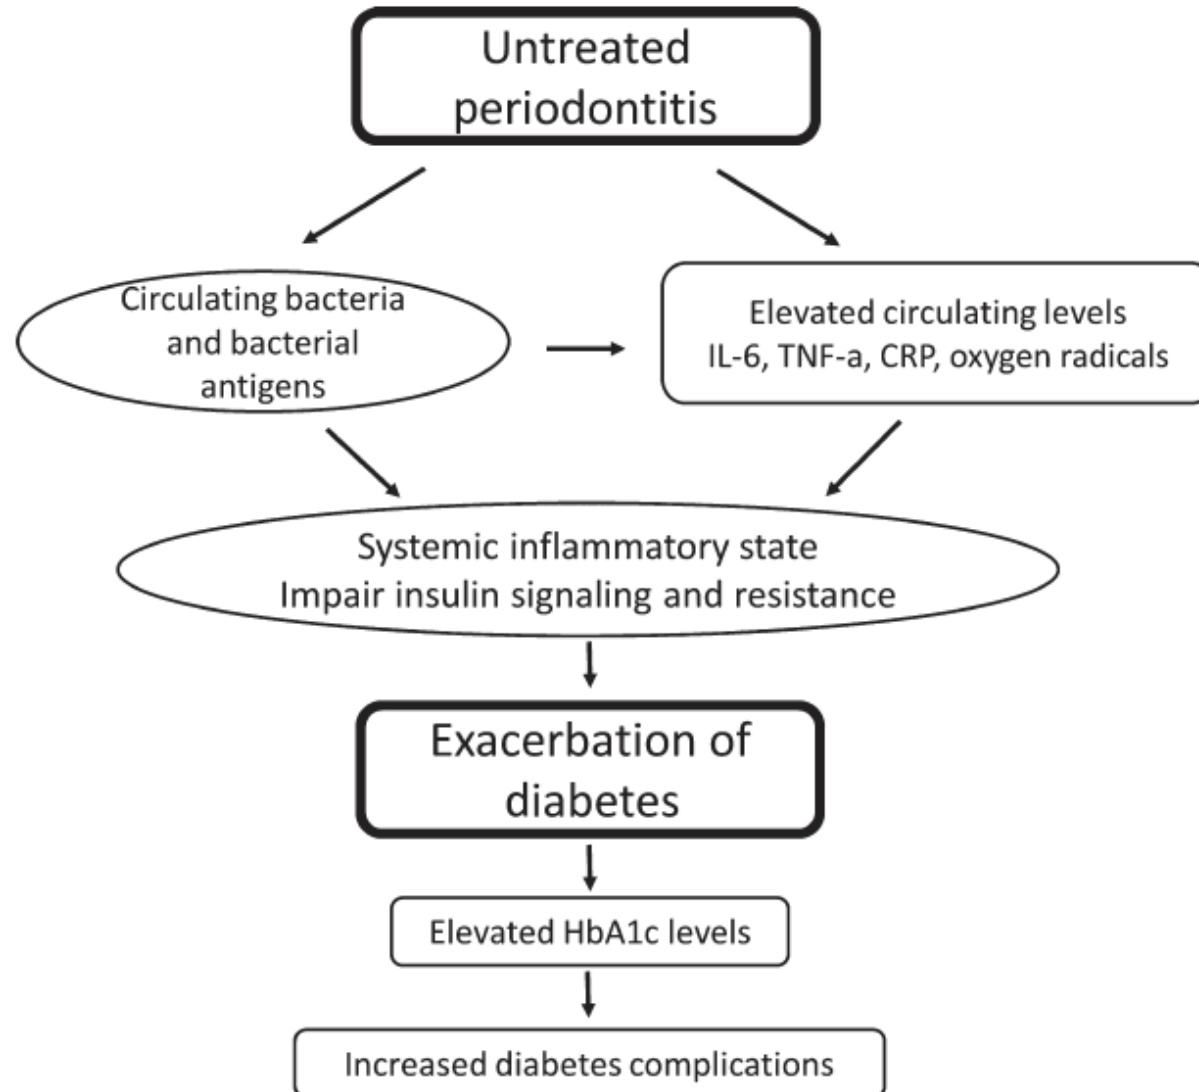 Untreated
periodontitis
Circulating bacteria
and bacterial
antigens
Elevated circulating levels
IL-6, TNF-a, CRP, oxygen radicals
Systemic inflammatory state
Impair insulin signaling and resistance
Exacerbation of
diabetes
Elevated HbA1c levels
Increased diabetes complications